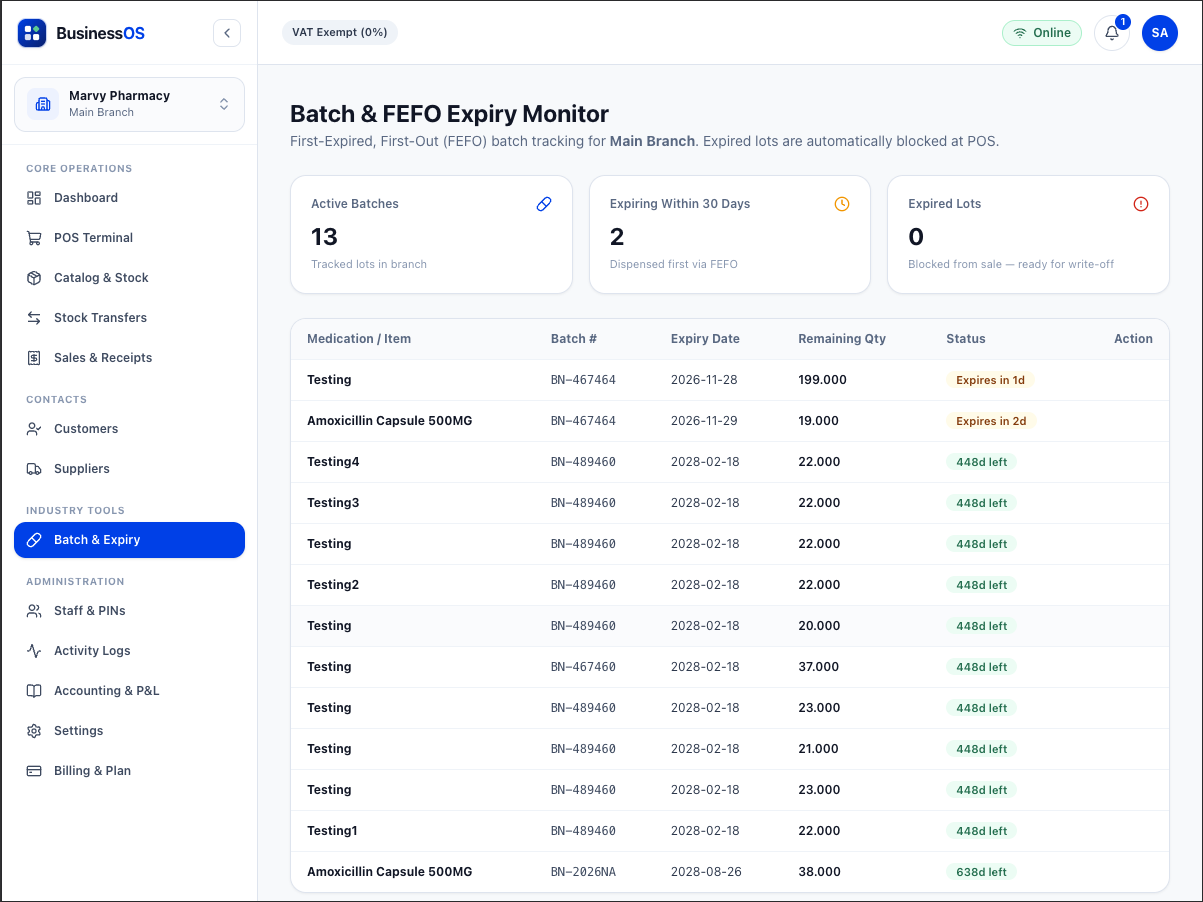 BusinessOS
VAT Exempt (0%)
Online
1
SA
Marvy Pharmacy
Main Branch
CORE OPERATIONS
Dashboard
POS Terminal
Catalog & Stock
Stock Transfers
Sales & Receipts
CONTACTS
Customers
Suppliers
INDUSTRY TOOLS
Batch & Expiry
ADMINISTRATION
Staff & PINs
Activity Logs
Accounting & P&L
Settings
Billing & Plan
Batch & FEFO Expiry Monitor
First-Expired, First-Out (FEFO) batch tracking for Main Branch. Expired lots are automatically blocked at POS.
Active Batches
13
Tracked lots in branch
Expiring Within 30 Days
2
Dispensed first via FEFO
Expired Lots
0
Blocked from sale — ready for write-off
Medication / Item Batch # Expiry Date Remaining Qty Status Action
Testing BN-467464 2026-11-28 199.000 Expires in 1d
Amoxicillin Capsule 500MG BN-467464 2026-11-29 19.000 Expires in 2d
Testing4 BN-489460 2028-02-18 22.000 448d left
Testing3 BN-489460 2028-02-18 22.000 448d left
Testing BN-489460 2028-02-18 22.000 448d left
Testing2 BN-489460 2028-02-18 22.000 448d left
Testing BN-489460 2028-02-18 20.000 448d left
Testing BN-467460 2028-02-18 37.000 448d left
Testing BN-489460 2028-02-18 23.000 448d left
Testing BN-489460 2028-02-18 21.000 448d left
Testing BN-489460 2028-02-18 23.000 448d left
Testing1 BN-489460 2028-02-18 22.000 448d left
Amoxicillin Capsule 500MG BN-2026NA 2028-08-26 38.000 638d left